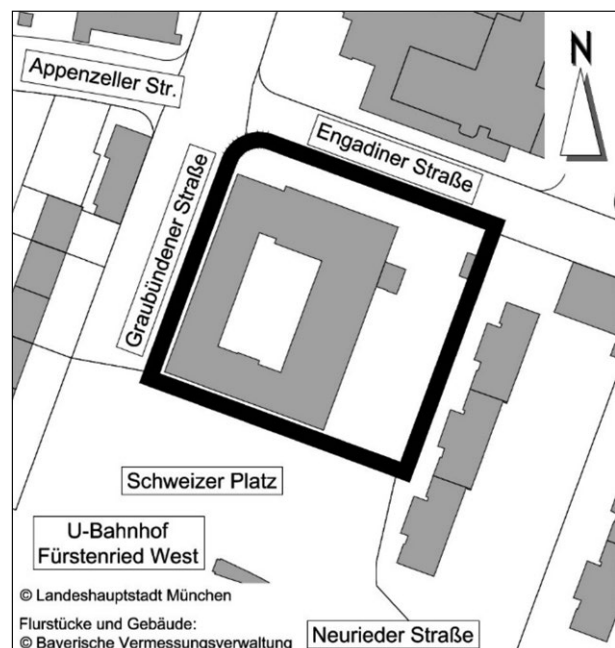 N
Appenzeller Str.
Engadiner Straße
Graubündener Straße
Schweizer Platz
U-Bahnhof
Fürstenried West
© Landeshauptstadt München
Flurstücke und Gebäude:
© Bayerische Vermessungsverwaltung
Neurieder Straße